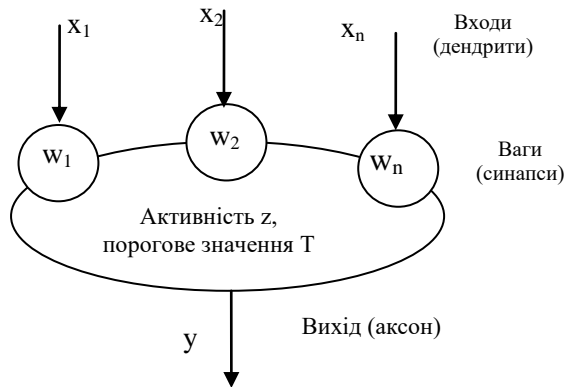 x1
x2
xn
Входи
(дендрити)
w1
w2
wn
Ваги
(синапси)
Активність z,
порогове значення T
y
Вихід (аксон)